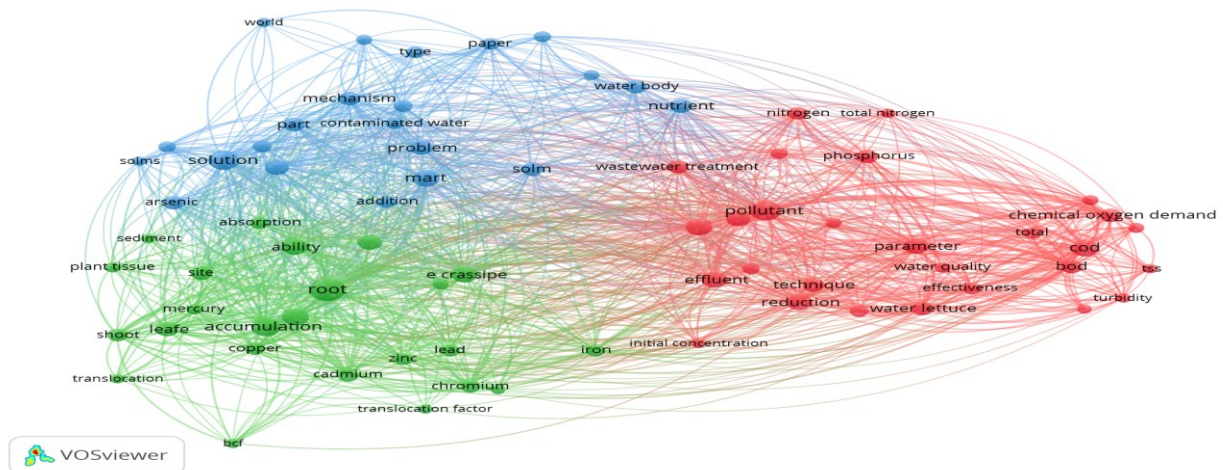 world
paper
type
water body
mechanism
nutrient
nitrogen
total nitrogen
part
contaminated water
problem
phosphorus
soims
solution
wastewater treatment
solm
mart
arsenic
addition
absorption
pollutant
chemical oxygen demand
sediment
ability
total
parameter
cod
plant tissue
site
e crassipe
water quality
bod
tss
effluent
technique
effectiveness
root
mercury
reduction
water lettuce
turbidity
shoot
leafe
accumulation
copper
initial concentration
zinc
lead
iron
translocation
cadmium
chromium
translocation factor
bcf
VOSviewer